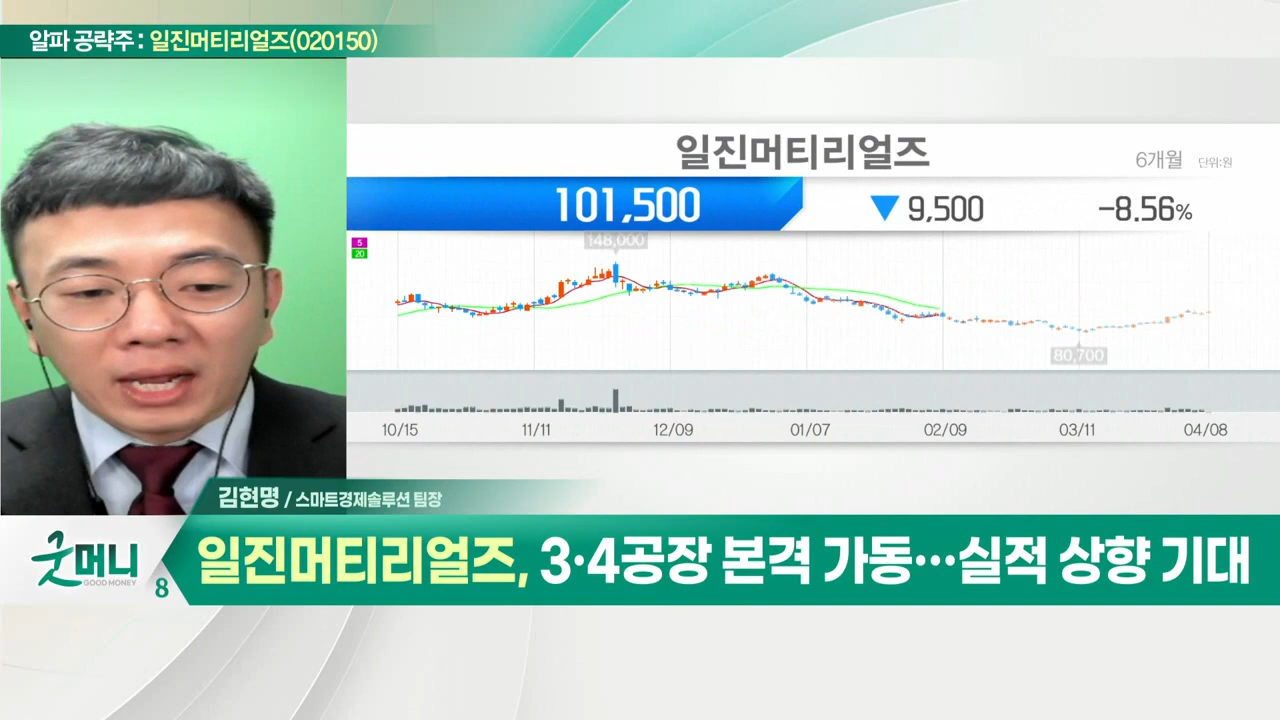 알파 공략주 : 일진머티리얼즈(020150)
일진머티리얼즈
6개월 단위:원
101,500 ▼ 9,500 -8.56%
5
20
148,000
80,700
10/15 11/11 12/09 01/07 02/09 03/11 04/08
김현명 / 스마트경제솔루션 팀장
굿머니
GOOD MONEY
8
일진머티리얼즈, 3·4공장 본격 가동…실적 상향 기대